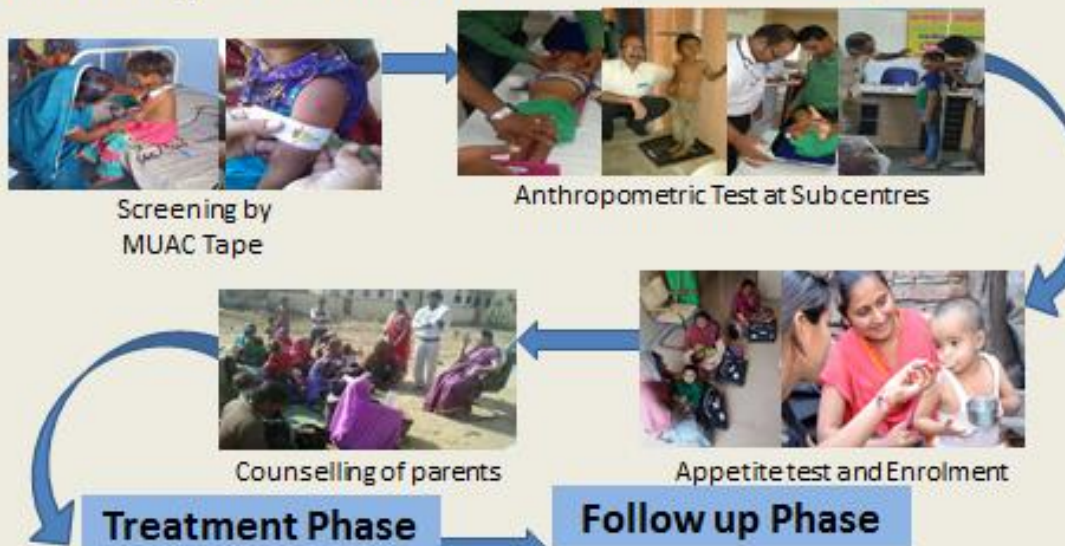 Screening by
MUAC Tape
Anthropometric Test at Subcentres
Counselling of parents
Appetite test and Enrolment
Treatment Phase
Follow up Phase